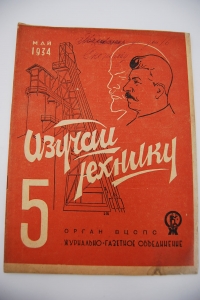 МАЙ
1934
Изучай
технику
5
ОРГАН ВЦСПС
ЖУРНАЛЬНО-ГАЗЕТНОЕ ОБЪЕДИНЕНИЕ